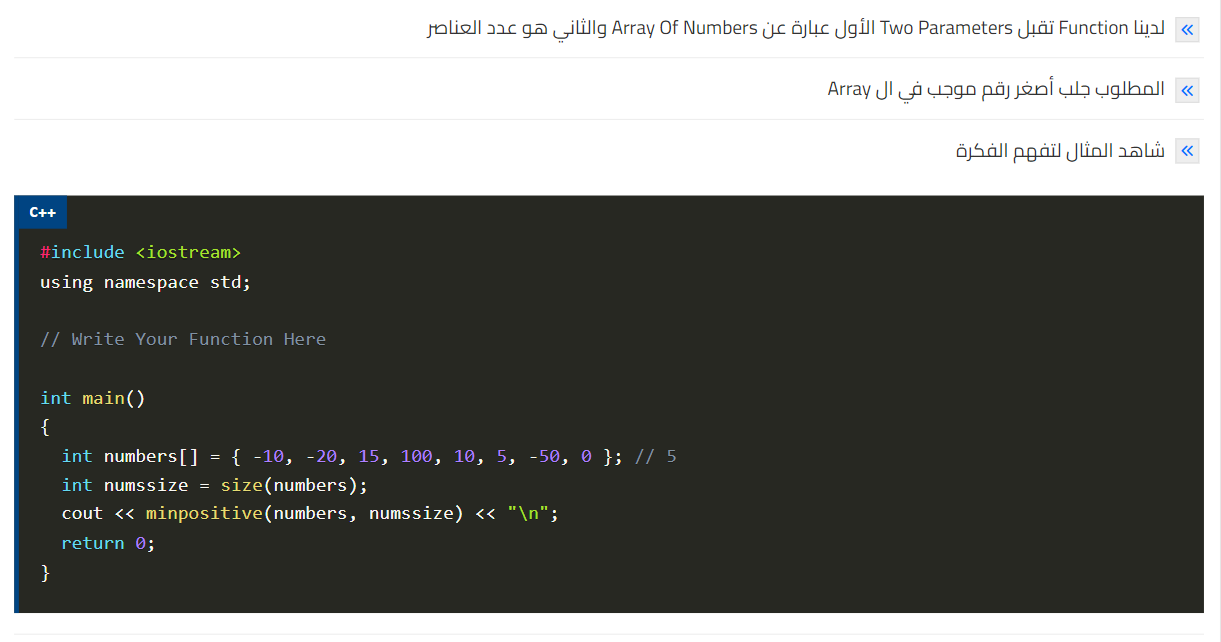 لدينا Function تقبل Two Parameters الأول عبارة عن Array Of Numbers والثاني هو عدد العناصر
المطلوب جلب أصغر رقم موجب في ال Array
شاهد المثال لتفهم الفكرة
C++
#include <iostream>
using namespace std;
// Write Your Function Here
int main()
{
int numbers[] = { -10, -20, 15, 100, 10, 5, -50, 0 }; // 5
int numssize = size(numbers);
cout << minpositive(numbers, numssize) << "\n";
return 0;
}